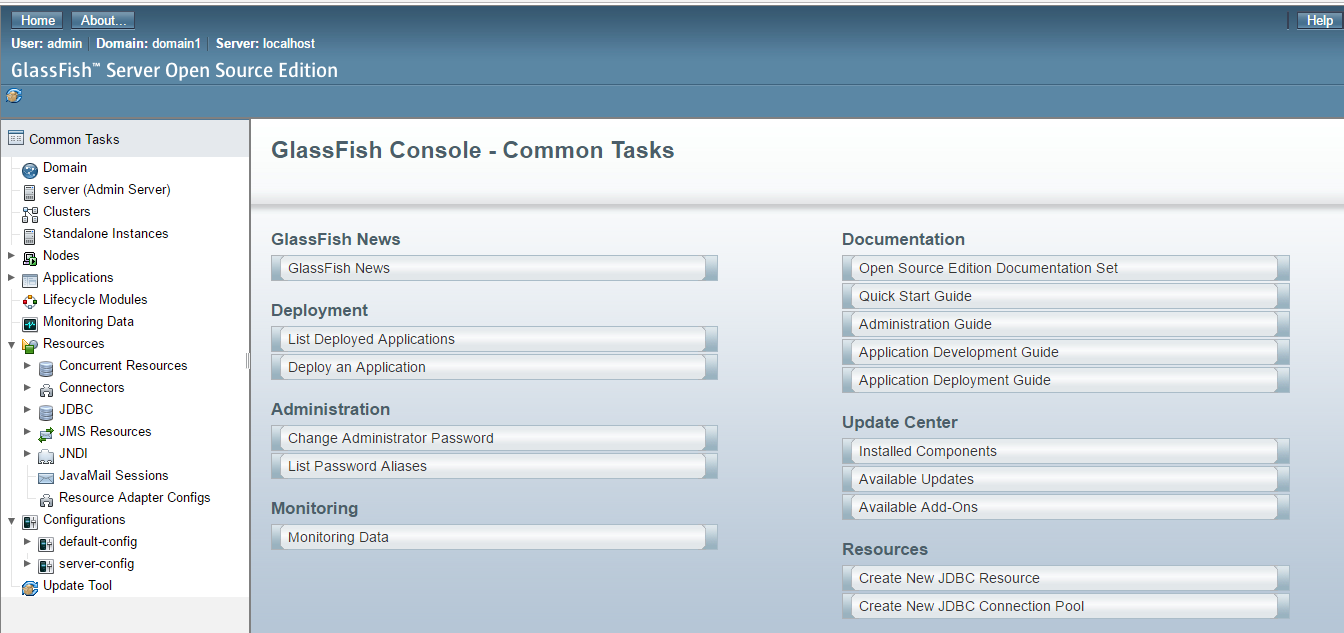 Home About... Help
User: admin Domain: domain1 Server: localhost
GlassFish™ Server Open Source Edition
Common Tasks
Domain
server (Admin Server)
Clusters
Standalone Instances
Nodes
Applications
Lifecycle Modules
Monitoring Data
Resources
Concurrent Resources
Connectors
JDBC
JMS Resources
JNDI
JavaMail Sessions
Resource Adapter Configs
Configurations
default-config
server-config
Update Tool
GlassFish Console - Common Tasks
GlassFish News
GlassFish News
Deployment
List Deployed Applications
Deploy an Application
Administration
Change Administrator Password
List Password Aliases
Monitoring
Monitoring Data
Documentation
Open Source Edition Documentation Set
Quick Start Guide
Administration Guide
Application Development Guide
Application Deployment Guide
Update Center
Installed Components
Available Updates
Available Add-Ons
Resources
Create New JDBC Resource
Create New JDBC Connection Pool